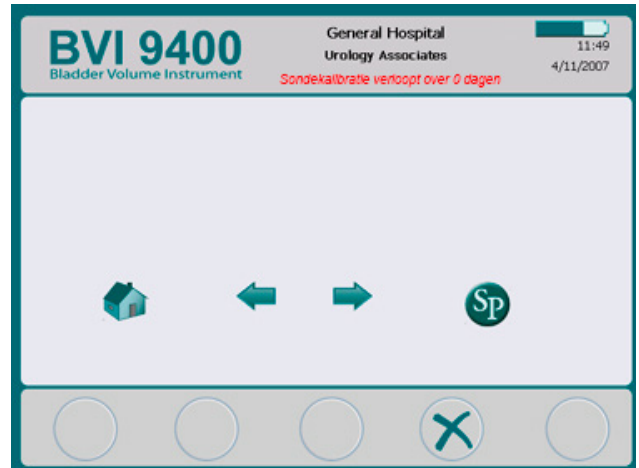 BVI 9400
Bladder Volume Instrument
General Hospital
Urology Associates
Sondekalibratie verloopt over 0 dagen
11:49
4/11/2007
SP